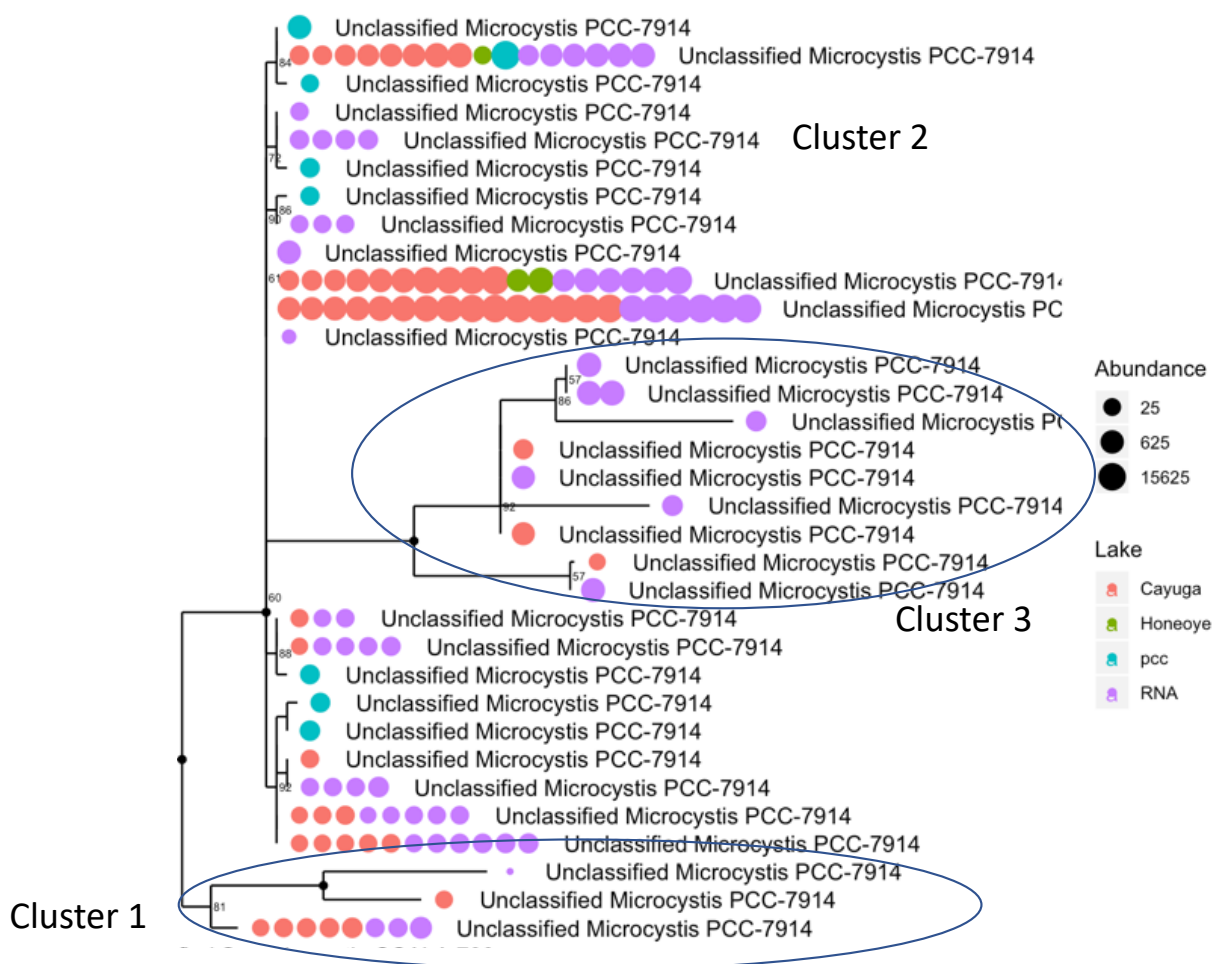 Unclassified Microcystis PCC-7914
84
Unclassified Microcystis PCC-7914
Unclassified Microcystis PCC-7914
Unclassified Microcystis PCC-7914
72
Unclassified Microcystis PCC-7914
Cluster 2
Unclassified Microcystis PCC-7914
86
Unclassified Microcystis PCC-7914
90
Unclassified Microcystis PCC-7914
Unclassified Microcystis PCC-7914
61
Unclassified Microcystis PCC-791
Unclassified Microcystis PC
Unclassified Microcystis PCC-7914
Unclassified Microcystis PCC-7914
57
Unclassified Microcystis PCC-7914
86
Unclassified Microcystis P
Unclassified Microcystis PCC-7914
Unclassified Microcystis PCC-7914
92
Unclassified Microcystis PCC-7914
Unclassified Microcystis PCC-7914
57
Unclassified Microcystis PCC-7914
Unclassified Microcystis PCC-7914
Cluster 3
60
Unclassified Microcystis PCC-7914
88
Unclassified Microcystis PCC-7914
Unclassified Microcystis PCC-7914
Unclassified Microcystis PCC-7914
Unclassified Microcystis PCC-7914
Unclassified Microcystis PCC-7914
92
Unclassified Microcystis PCC-7914
Unclassified Microcystis PCC-7914
Unclassified Microcystis PCC-7914
Unclassified Microcystis PCC-7914
Unclassified Microcystis PCC-7914
Cluster 1
81
Unclassified Microcystis PCC-7914
Abundance
25
625
15625
Lake
a Cayuga
a Honeoye
a pcc
a RNA